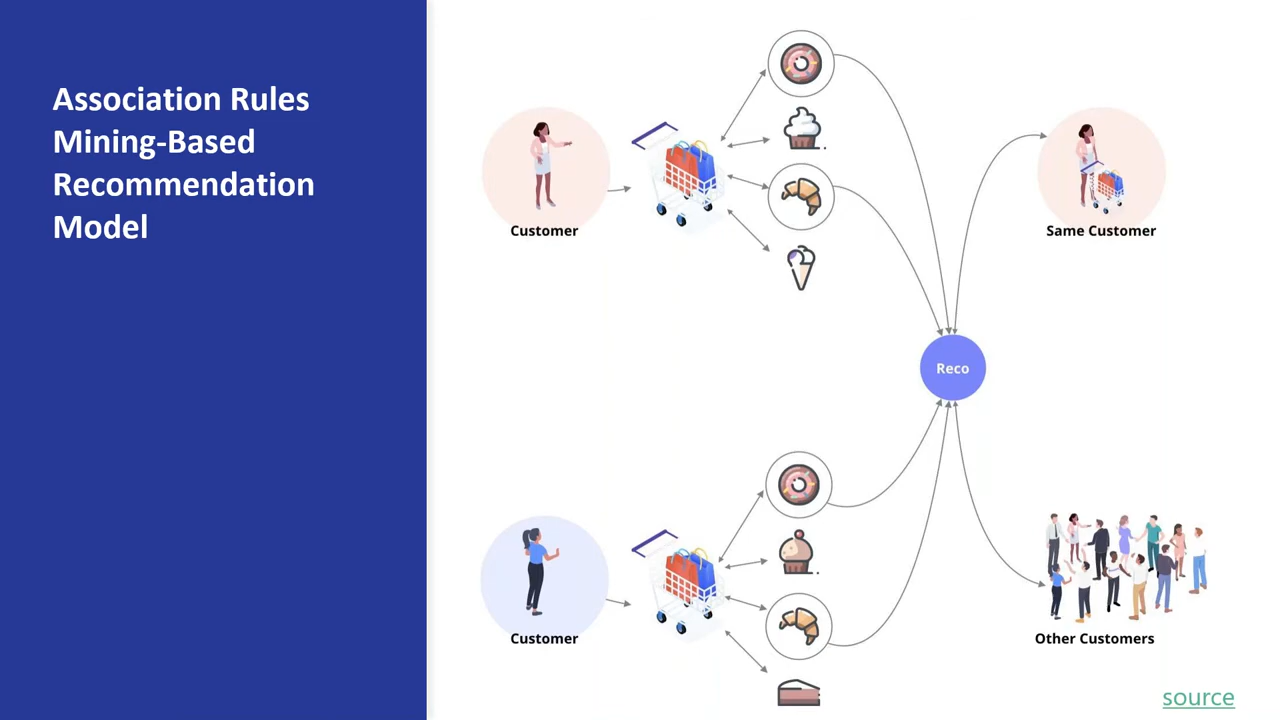 Association Rules
Mining-Based
Recommendation
Model
Customer
Same Customer
Reco
Customer
Other Customers
source